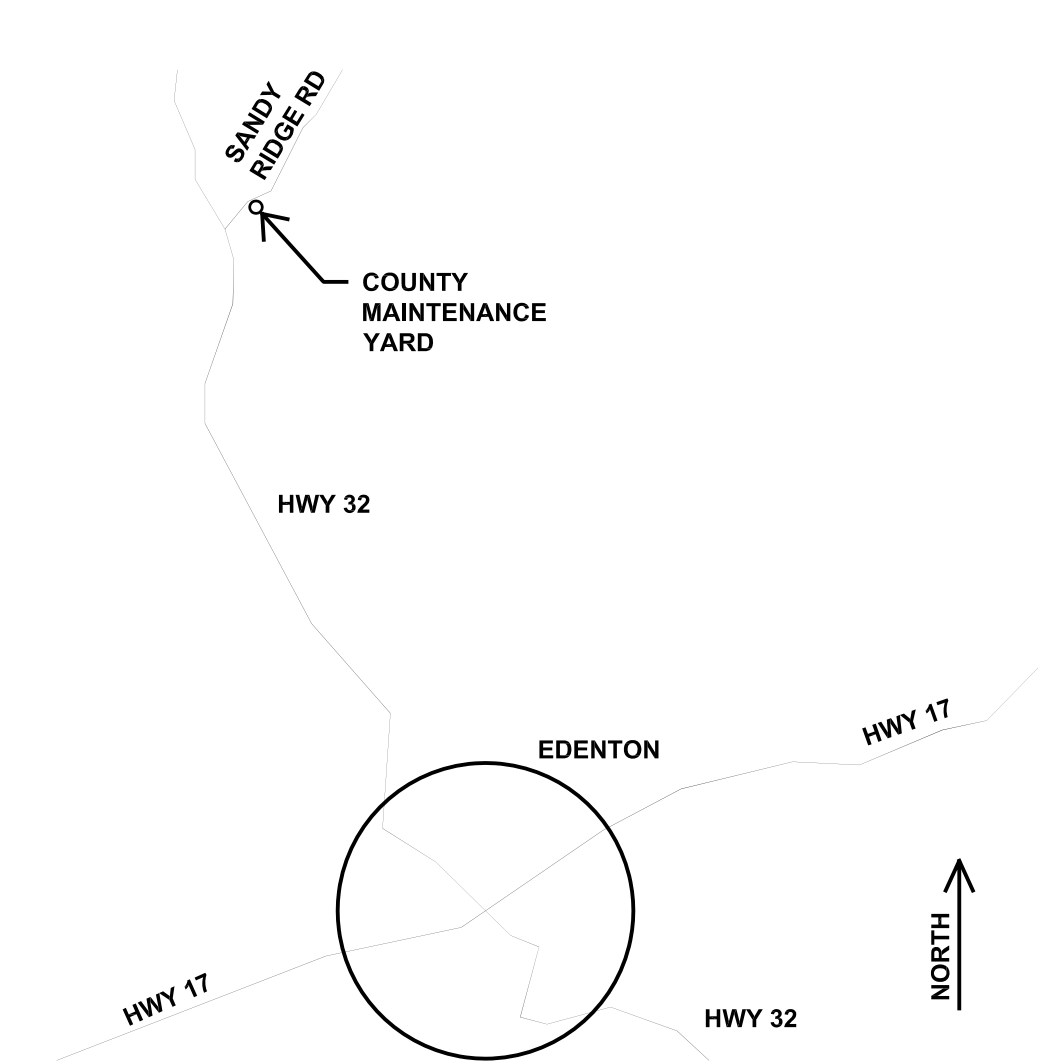 SANDY
RIDGE RD
COUNTY
MAINTENANCE
YARD
HWY 32
HWY 17
EDENTON
NORTH
HWY 17
HWY 32